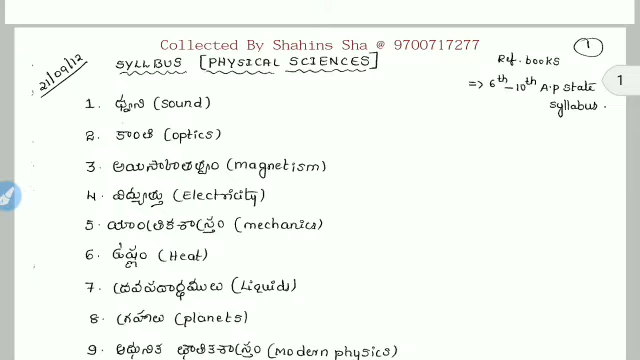 Collected By Shahins Sha @ 9700717277
1
21/09/12
SYLLBUS [PHYSICAL SCIENCES]
Ref. books
=> 6th-10th A.P state syllabus.
1
1. ధ్వని (sound)
2. కాంతి (optics)
3. అయస్కాంతత్వం (magnetism)
4. విద్యుత్తు (Electricity)
5. యాంత్రికశాస్త్రం (mechanics)
6. ఉష్ణం (Heat)
7. ద్రవపదార్థములు (Liquids)
8. గ్రహాలు (planets)
9. ఆధునిక భౌతికశాస్త్రం (Modern physics)